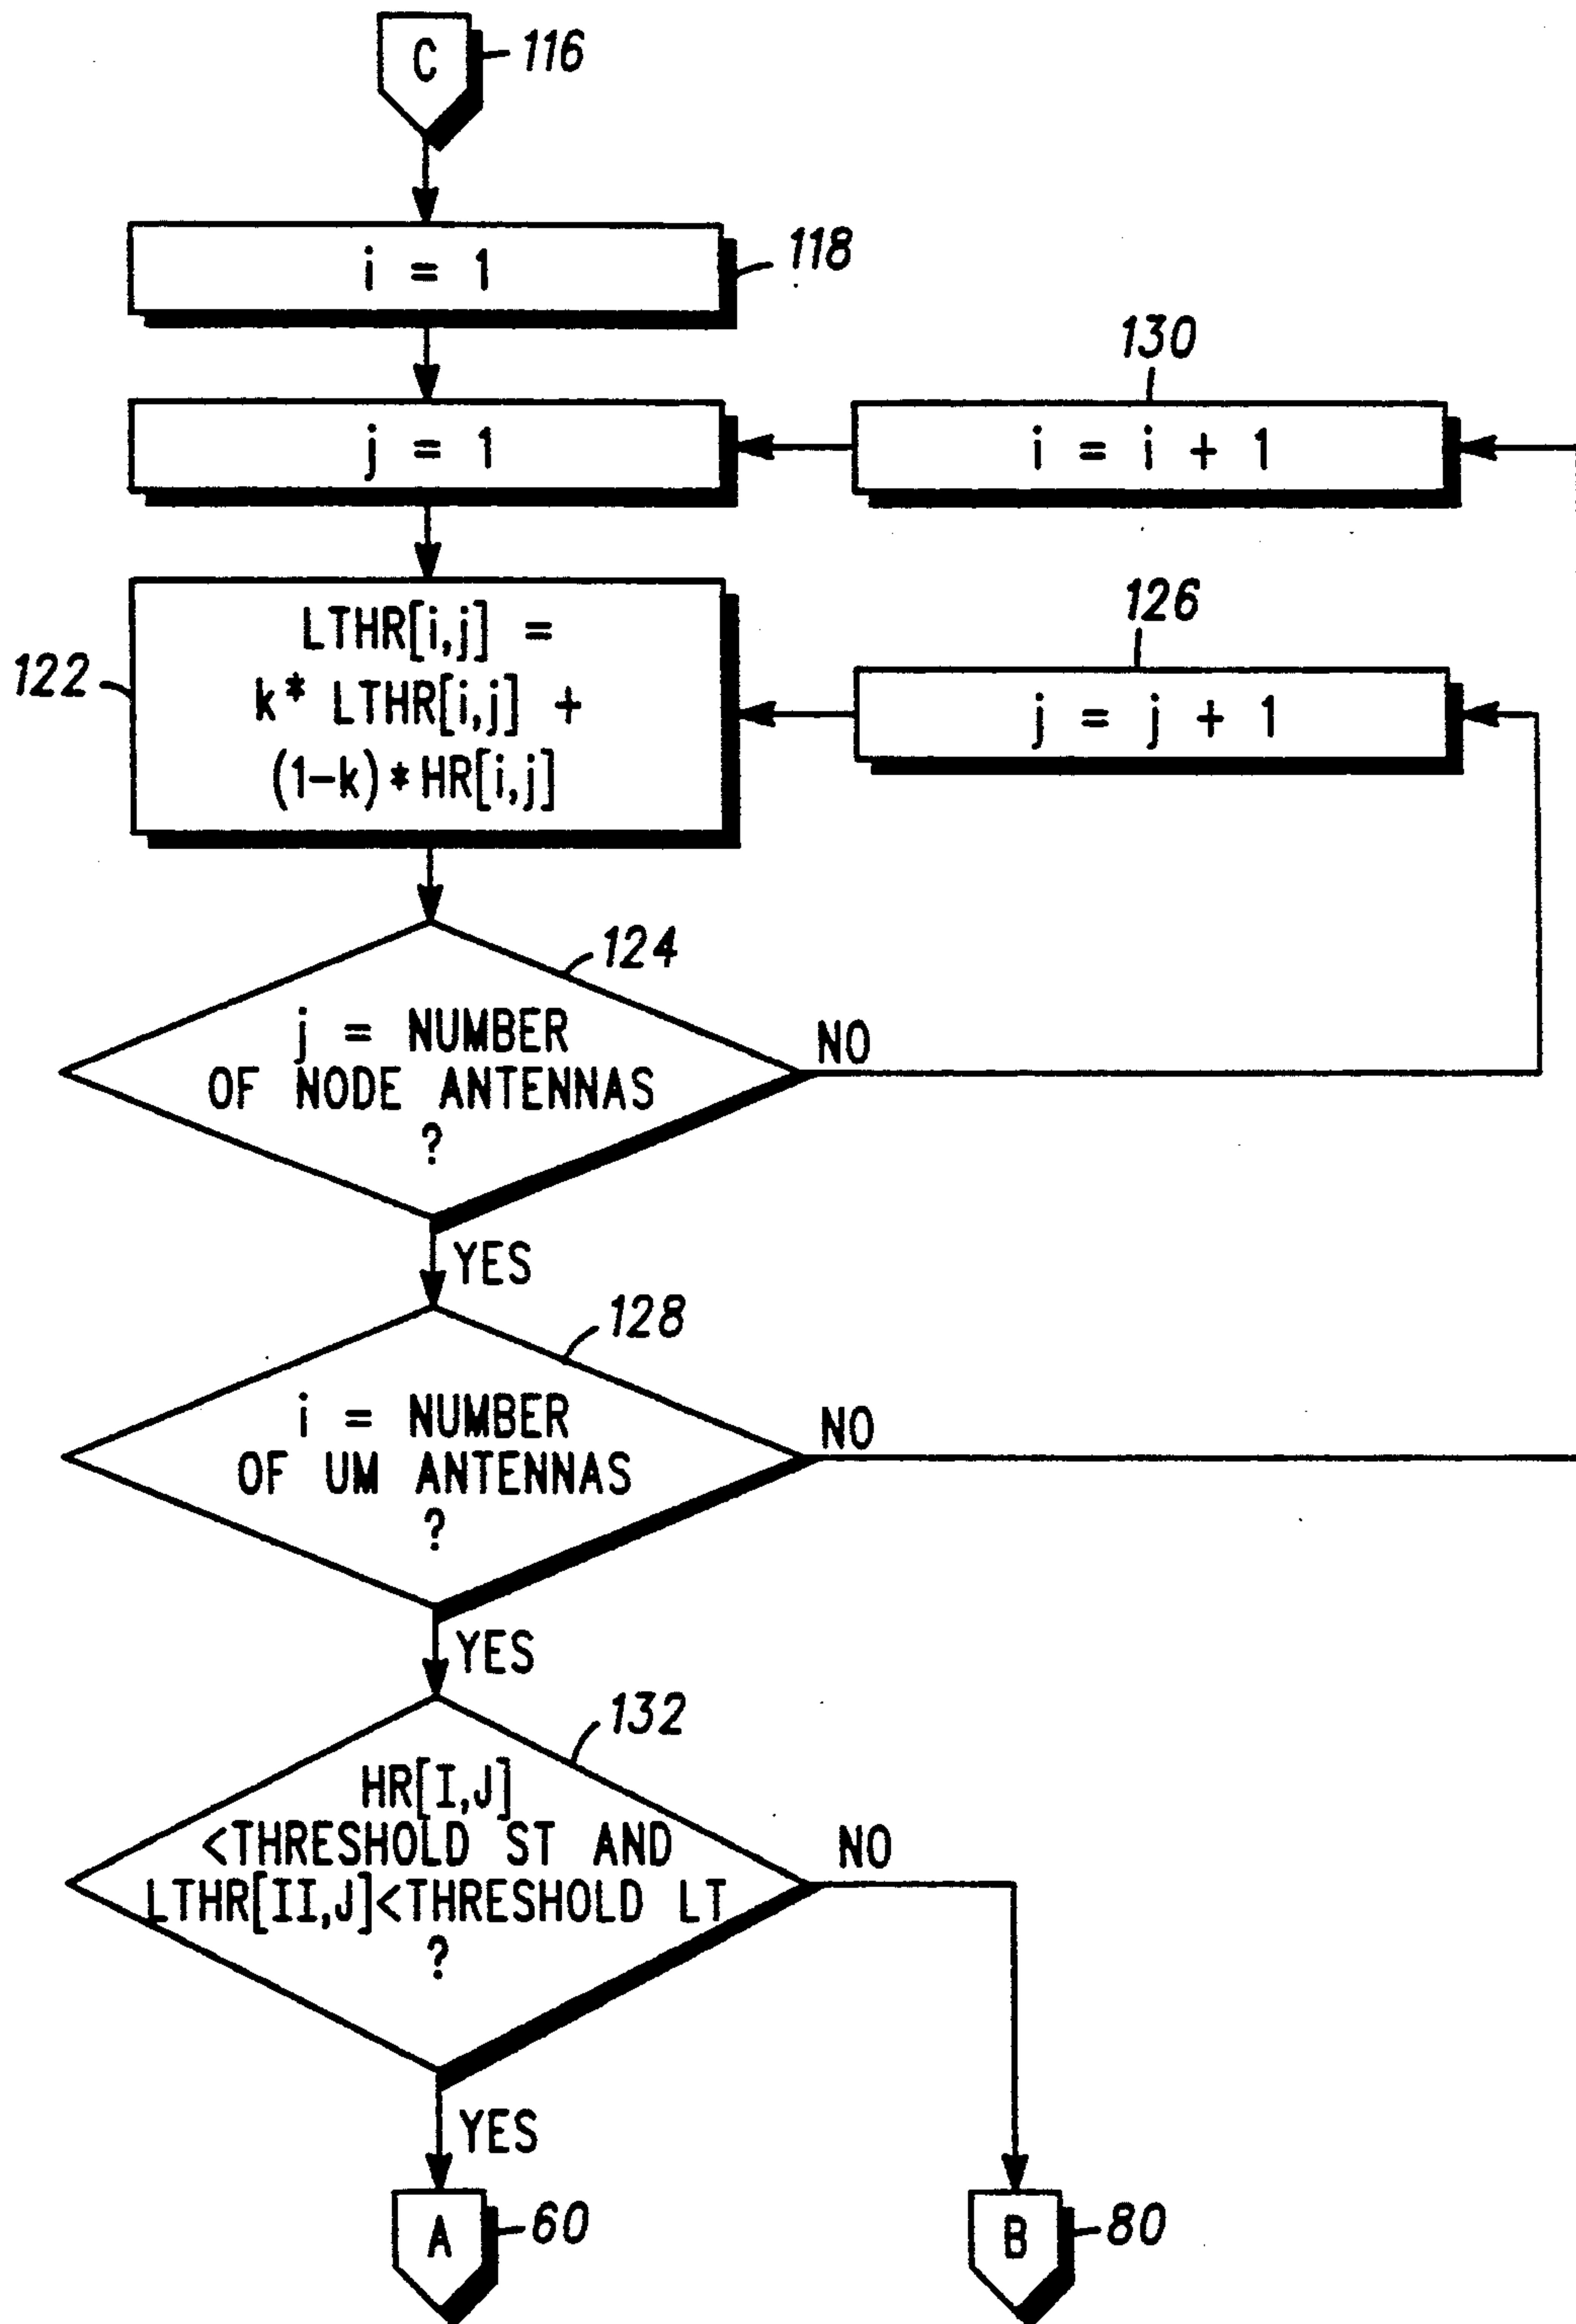 C
116
i = 1
118
130
j = 1
i = i + 1
LTHR[i,j] =
k* LTHR[i,j] +
(1-k)*HR[i,j]
122
126
j = j + 1
124
j = NUMBER
OF NODE ANTENNAS
?
NO
YES
128
i = NUMBER
OF UM ANTENNAS
?
NO
YES
132
HR[I,J]
<THRESHOLD ST AND
LTHR[II,J]<THRESHOLD LT
?
NO
YES
A
60
B
80